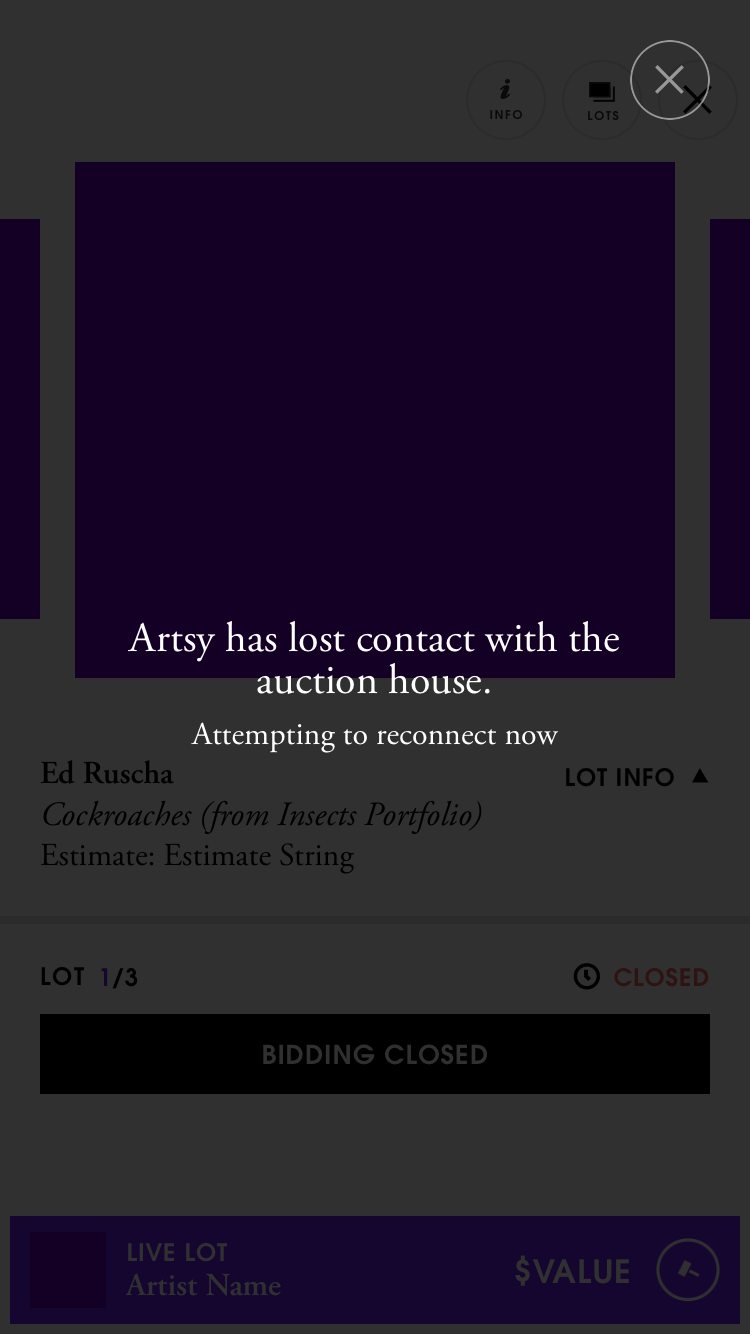 INFO
LOTS
Artsy has lost contact with the
auction house.
Attempting to reconnect now
Ed Ruscha
LOT INFO ▲
Cockroaches (from Insects Portfolio)
Estimate: Estimate String
LOT 1/3
CLOSED
BIDDING CLOSED
LIVE LOT
Artist Name
$VALUE